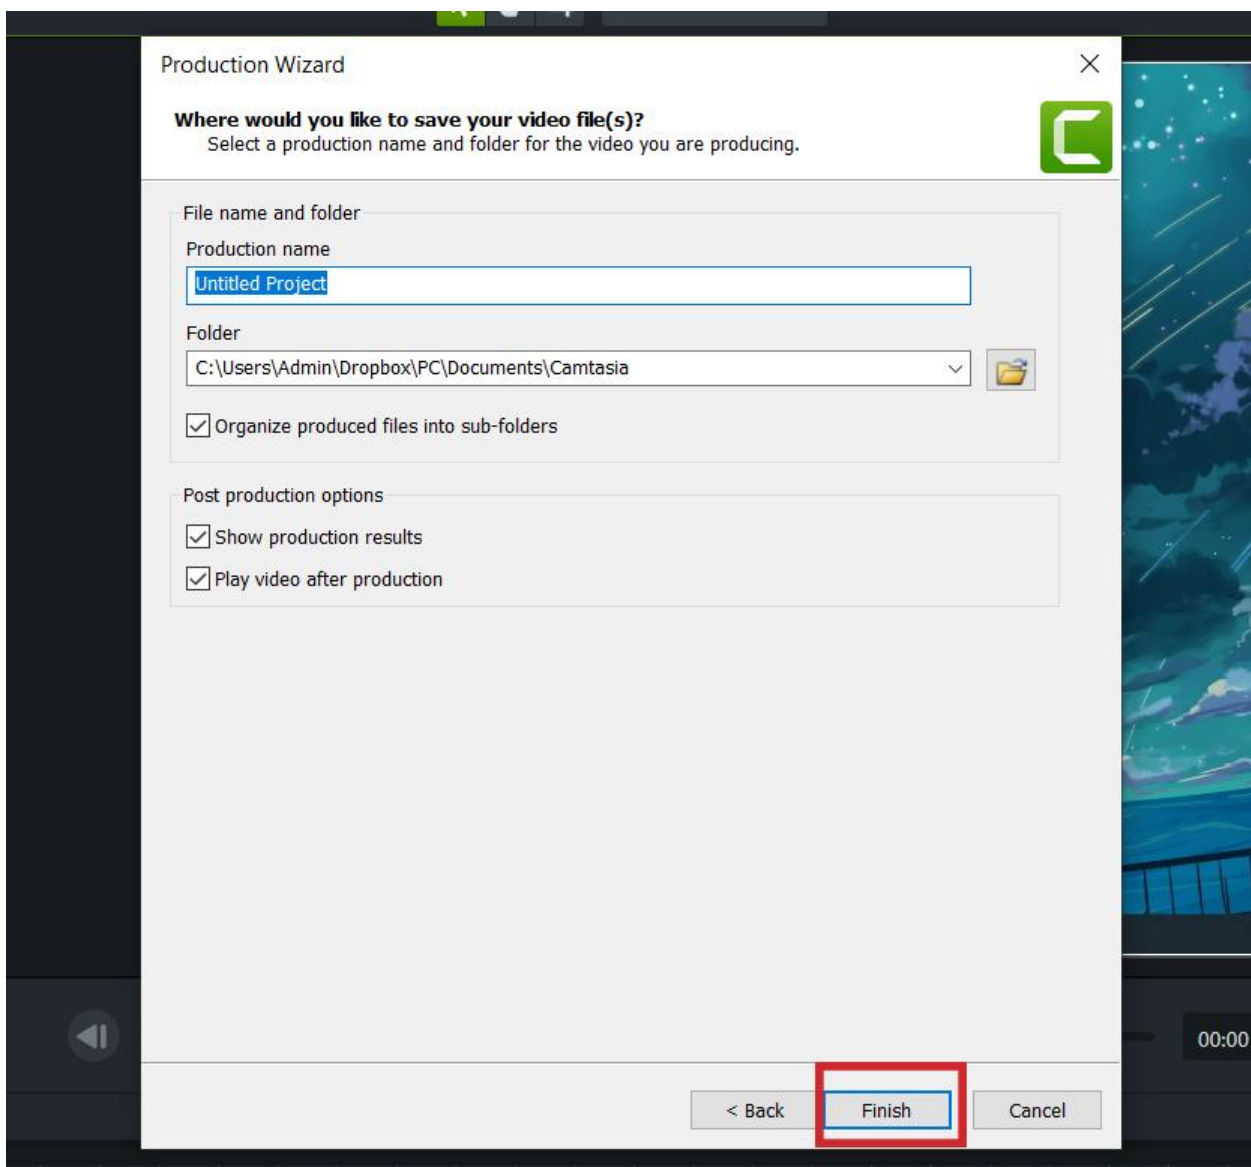 Production Wizard
Where would you like to save your video file(s)?
Select a production name and folder for the video you are producing.
File name and folder
Production name
Untitled Project
Folder
C:\Users\Admin\Dropbox\PC\Documents\Camtasia
Organize produced files into sub-folders
Post production options
Show production results
Play video after production
00:00
< Back Finish Cancel